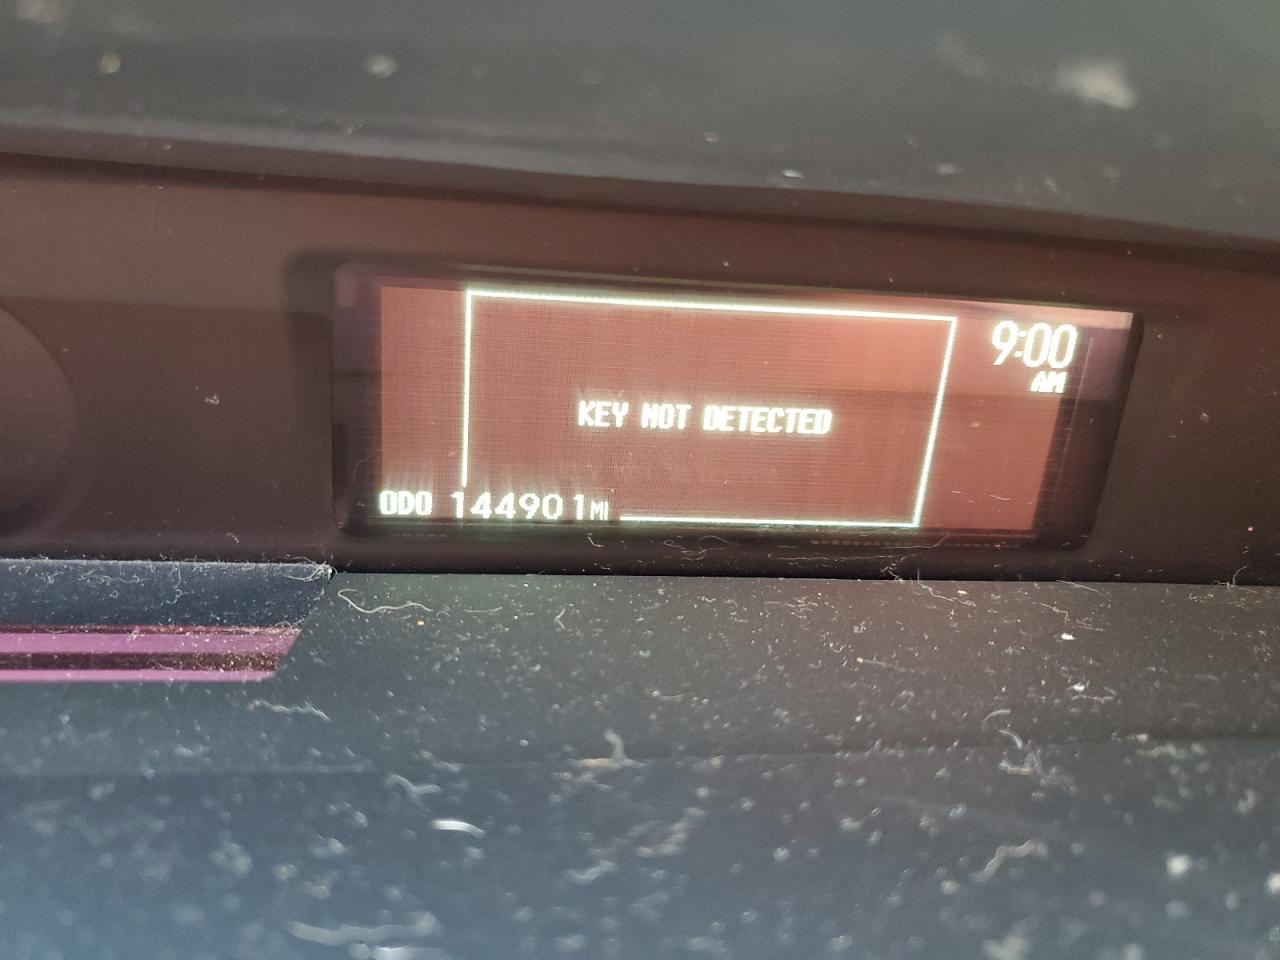 9:00
AM
KEY NOT DETECTED
ODO 144901MI